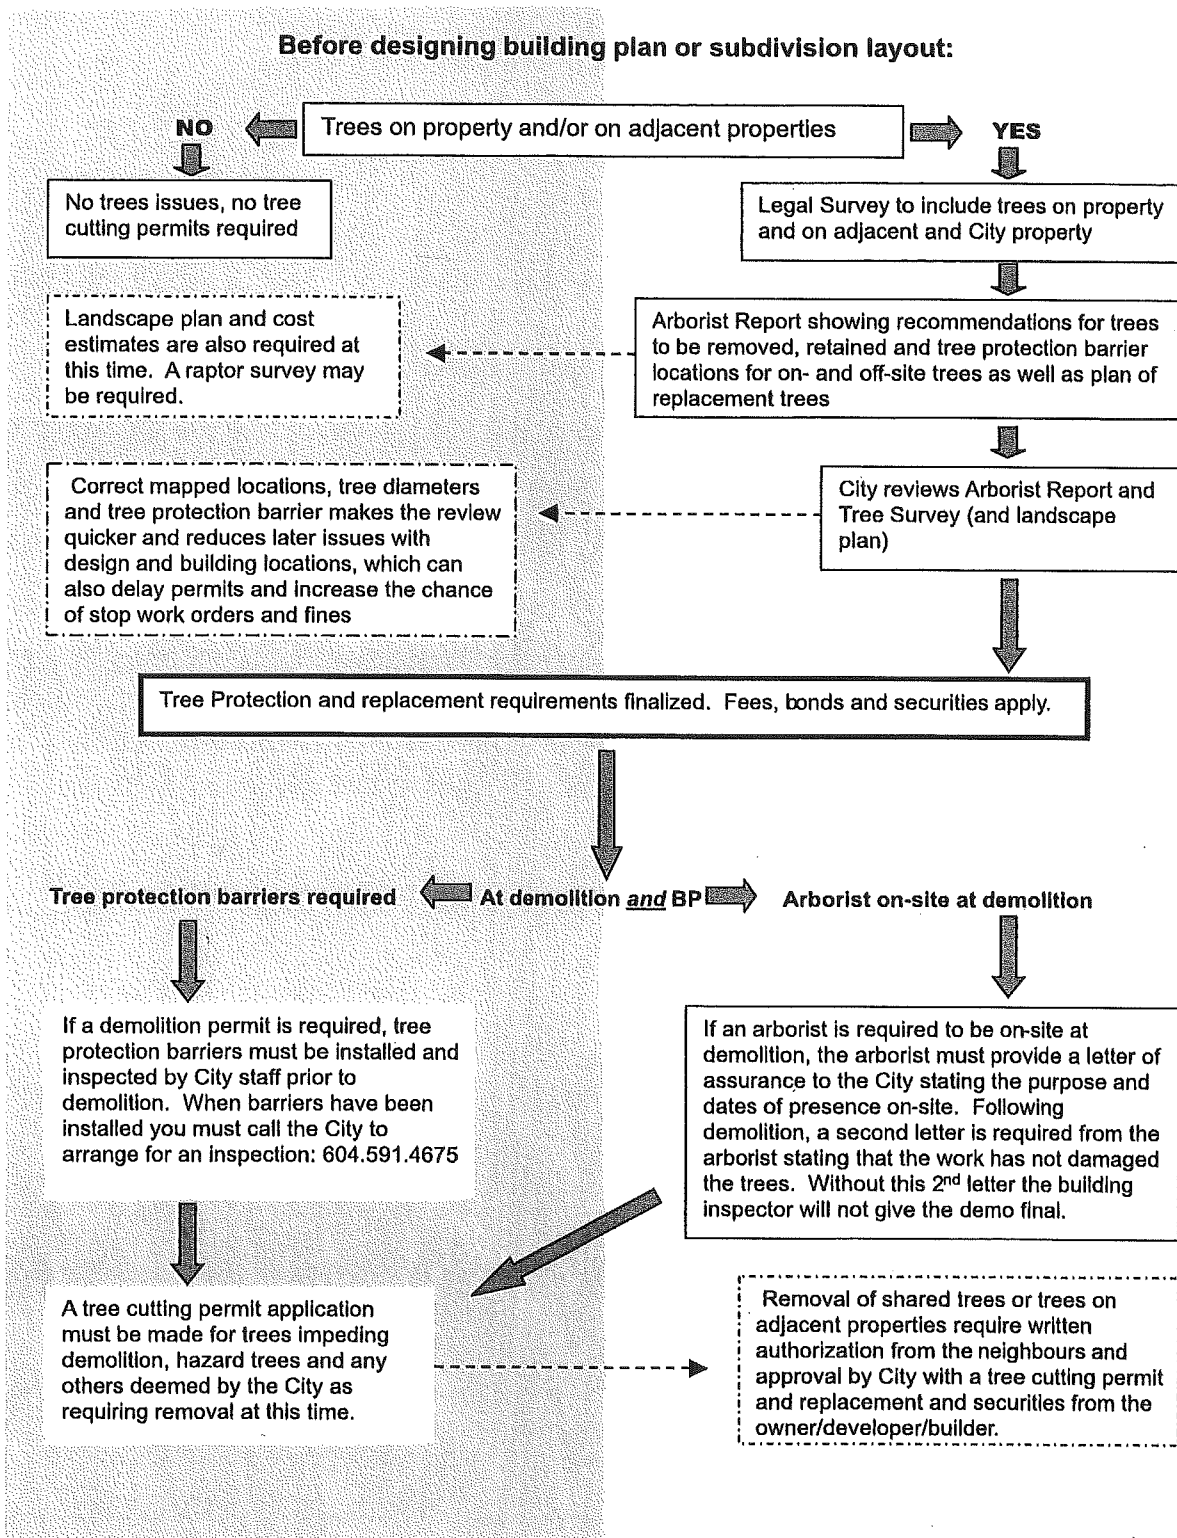 Before designing building plan or subdivision layout:
NO
Trees on property and/or on adjacent properties
YES
No trees issues, no tree
cutting permits required
Legal Survey to include trees on property
and on adjacent and City property
Landscape plan and cost
estimates are also required at
this time. A raptor survey may
be required.
Arborist Report showing recommendations for trees
to be removed, retained and tree protection barrier
locations for on- and off-site trees as well as plan of
replacement trees
Correct mapped locations, tree diameters
and tree protection barrier makes the review
quicker and reduces later issues with
design and building locations, which can
also delay permits and increase the chance
of stop work orders and fines
City reviews Arborist Report and
Tree Survey (and landscape
plan)
Tree Protection and replacement requirements finalized. Fees, bonds and securities apply.
Tree protection barriers required
At demolition and BP
Arborist on-site at demolition
If a demolition permit is required, tree
protection barriers must be installed and
inspected by City staff prior to
demolition. When barriers have been
installed you must call the City to
arrange for an inspection: 604.591.4675
If an arborist is required to be on-site at
demolition, the arborist must provide a letter of
assurance to the City stating the purpose and
dates of presence on-site. Following
demolition, a second letter is required from the
arborist stating that the work has not damaged
the trees. Without this 2nd letter the building
inspector will not give the demo final.
A tree cutting permit application
must be made for trees impeding
demolition, hazard trees and any
others deemed by the City as
requiring removal at this time.
Removal of shared trees or trees on
adjacent properties require written
authorization from the neighbours and
approval by City with a tree cutting permit
and replacement and securities from the
owner/developer/builder.